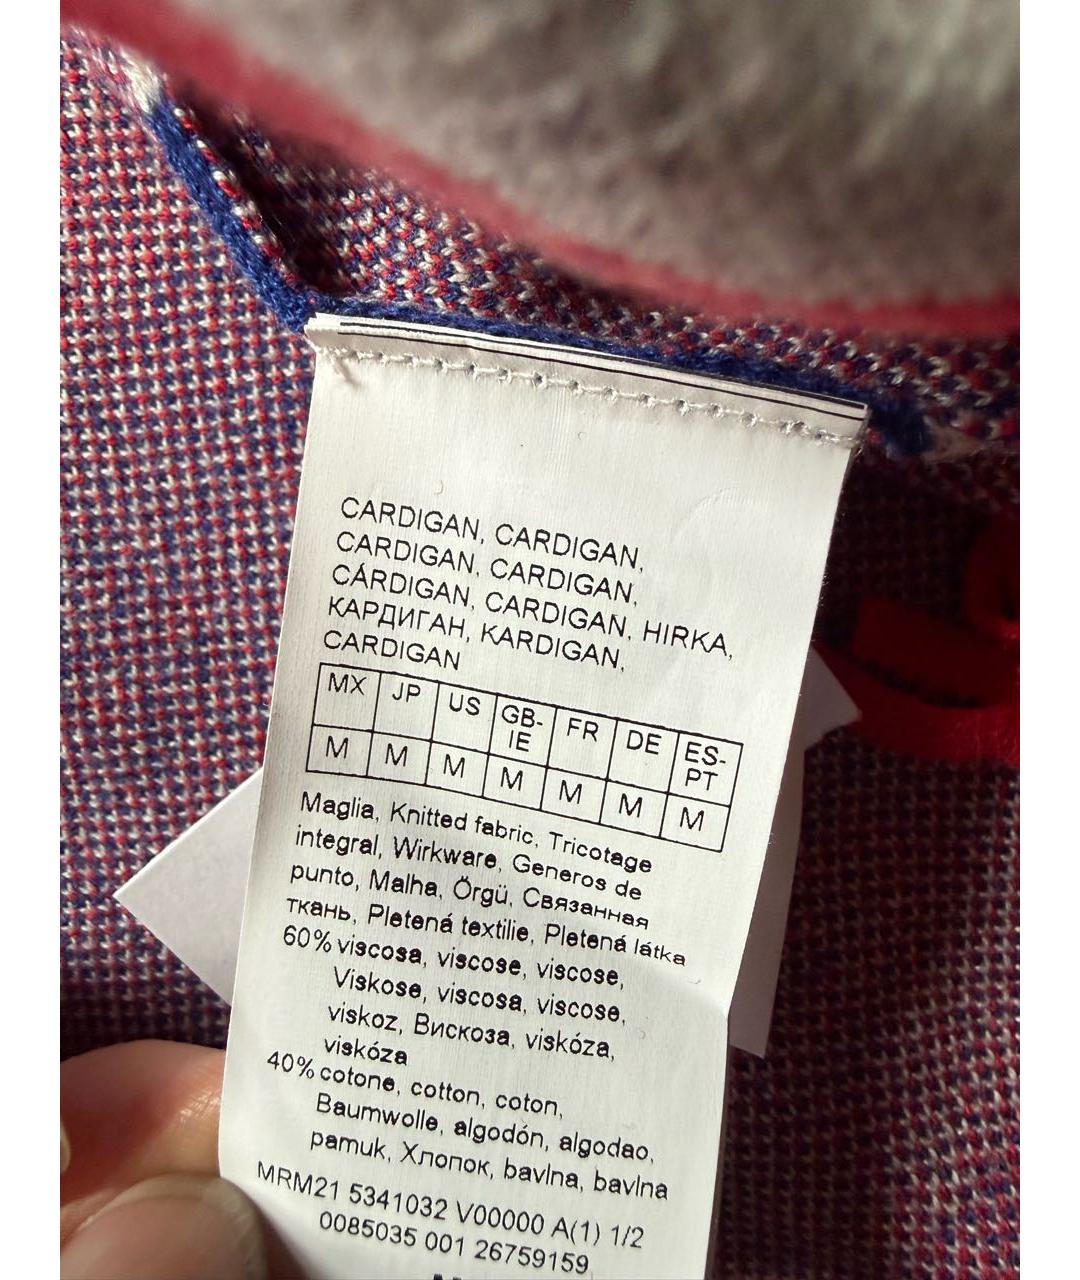 CARDIGAN, CARDIGAN,
CARDIGAN, CARDIGAN,
CÁRDIGAN, CARDIGAN, HIRKA,
КАРДИГАН, KARDIGAN,
CARDIGAN
MX JP US GB-IE FR DE ES-PT
M M M M M M M
Maglia, Knitted fabric, Tricotage
integral, Wirkware, Generos de
punto, Malha, Örgü, Связанная
ткань, Pletená textilie, Pletená látka
60% viscosa, viscose, viscose,
Viskose, viscosa, viscose,
viskoz, Вискоза, viskóza,
viskóza
40% cotone, cotton, coton,
Baumwolle, algodón, algodao,
pamuk, Хлопок, bavlna, bavlna
MRM21 5341032 V00000 A(1) 1/2
0085035 001 26759159